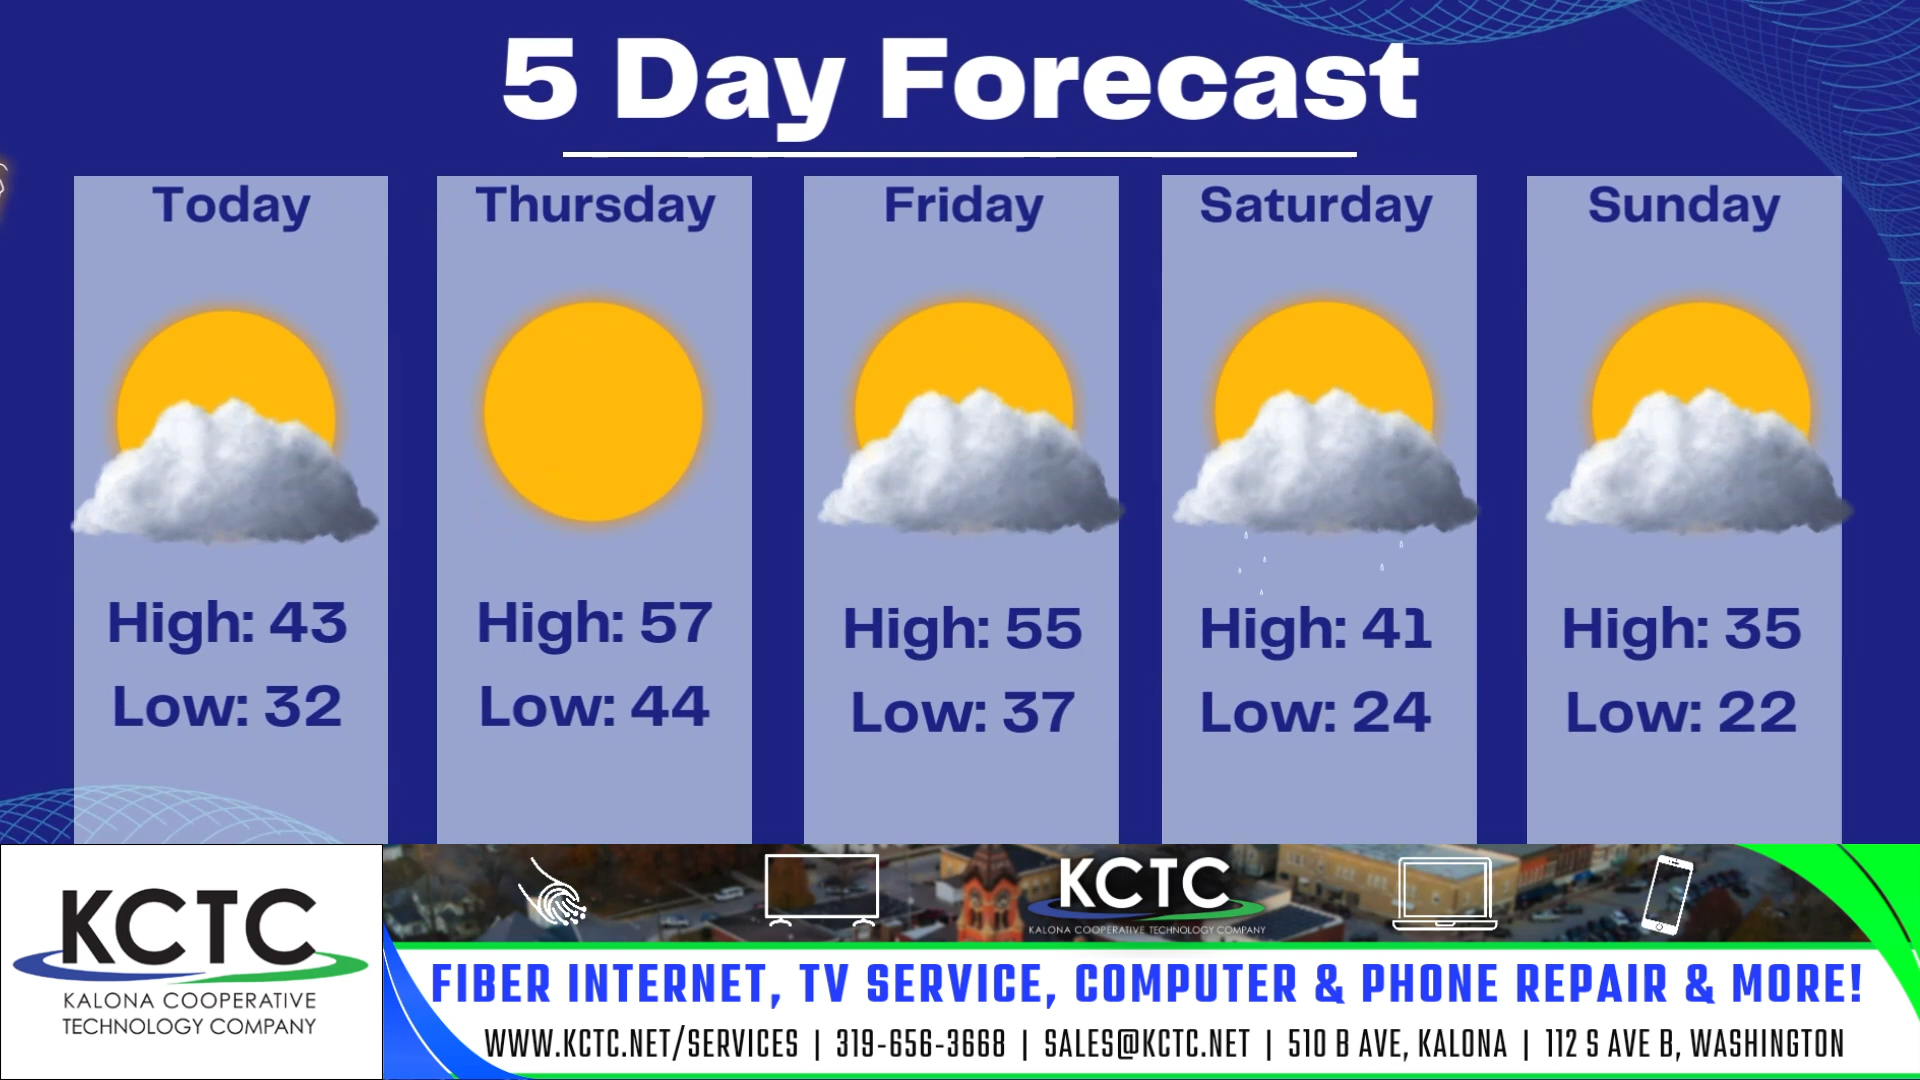 5 Day Forecast
Today
High: 43
Low: 32
Thursday
High: 57
Low: 44
Friday
High: 55
Low: 37
Saturday
High: 41
Low: 24
Sunday
High: 35
Low: 22
KCTC
KALONA COOPERATIVE
TECHNOLOGY COMPANY
KCTC
KALONA COOPERATIVE TECHNOLOGY COMPANY
FIBER INTERNET, TV SERVICE, COMPUTER & PHONE REPAIR & MORE!
WWW.KCTC.NET/SERVICES | 319-656-3668 | SALES@KCTC.NET | 510 B AVE, KALONA | 112 S AVE B, WASHINGTON